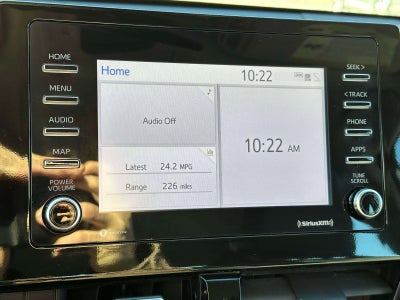 HOME
MENU
AUDIO
MAP
POWER
VOLUME
Home
10:22
Audio Off
10:22 AM
Latest 24.2 MPG
Range 226 miles
SEEK >
< TRACK
PHONE
APPS
TUNE
SCROLL
((SiriusXM))